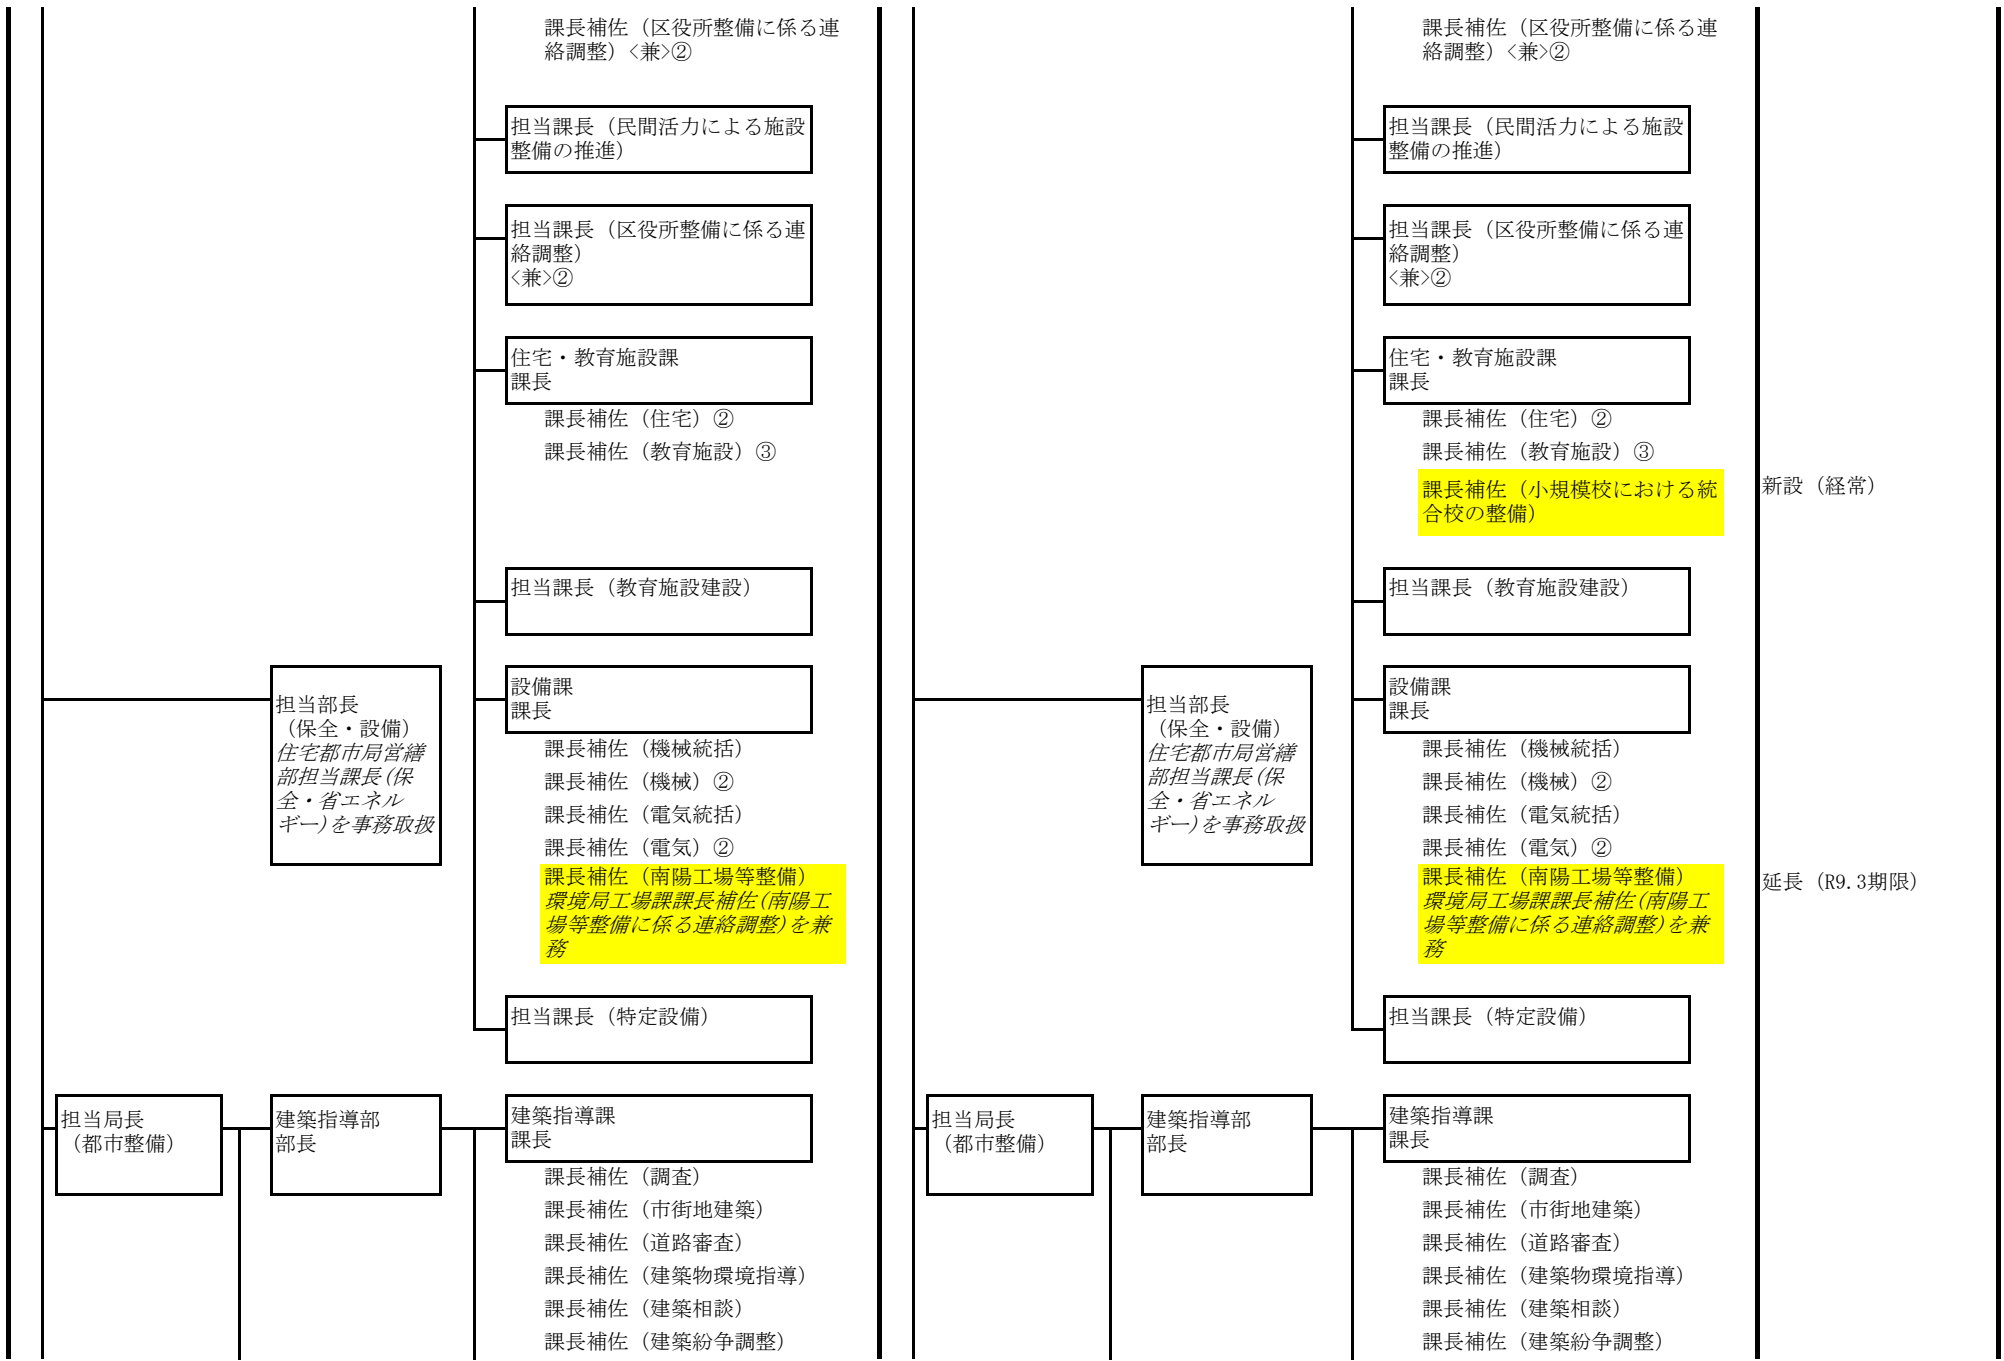 課長補佐（区役所整備に係る連
絡調整）<兼>②
担当課長（民間活力による施設
整備の推進）
担当課長（区役所整備に係る連
絡調整）
<兼>②
住宅・教育施設課
課長
課長補佐（住宅）②
課長補佐（教育施設）③
担当課長（教育施設建設）
担当部長
（保全・設備）
住宅都市局営繕
部担当課長(保
全・省エネル
ギー)を事務取扱
設備課
課長
課長補佐（機械統括）
課長補佐（機械）②
課長補佐（電気統括）
課長補佐（電気）②
課長補佐（南陽工場等整備）
環境局工場課課長補佐(南陽工
場等整備に係る連絡調整)を兼
務
担当課長（特定設備）
担当局長
（都市整備）
建築指導部
部長
建築指導課
課長
課長補佐（調査）
課長補佐（市街地建築）
課長補佐（道路審査）
課長補佐（建築物環境指導）
課長補佐（建築相談）
課長補佐（建築紛争調整）
課長補佐（区役所整備に係る連
絡調整）<兼>②
担当課長（民間活力による施設
整備の推進）
担当課長（区役所整備に係る連
絡調整）
<兼>②
住宅・教育施設課
課長
課長補佐（住宅）②
課長補佐（教育施設）③
課長補佐（小規模校における統
合校の整備）
新設（経常）
担当課長（教育施設建設）
担当部長
（保全・設備）
住宅都市局営繕
部担当課長(保
全・省エネル
ギー)を事務取扱
設備課
課長
課長補佐（機械統括）
課長補佐（機械）②
課長補佐（電気統括）
課長補佐（電気）②
課長補佐（南陽工場等整備）
環境局工場課課長補佐(南陽工
場等整備に係る連絡調整)を兼
務
延長（R9.3期限）
担当課長（特定設備）
担当局長
（都市整備）
建築指導部
部長
建築指導課
課長
課長補佐（調査）
課長補佐（市街地建築）
課長補佐（道路審査）
課長補佐（建築物環境指導）
課長補佐（建築相談）
課長補佐（建築紛争調整）